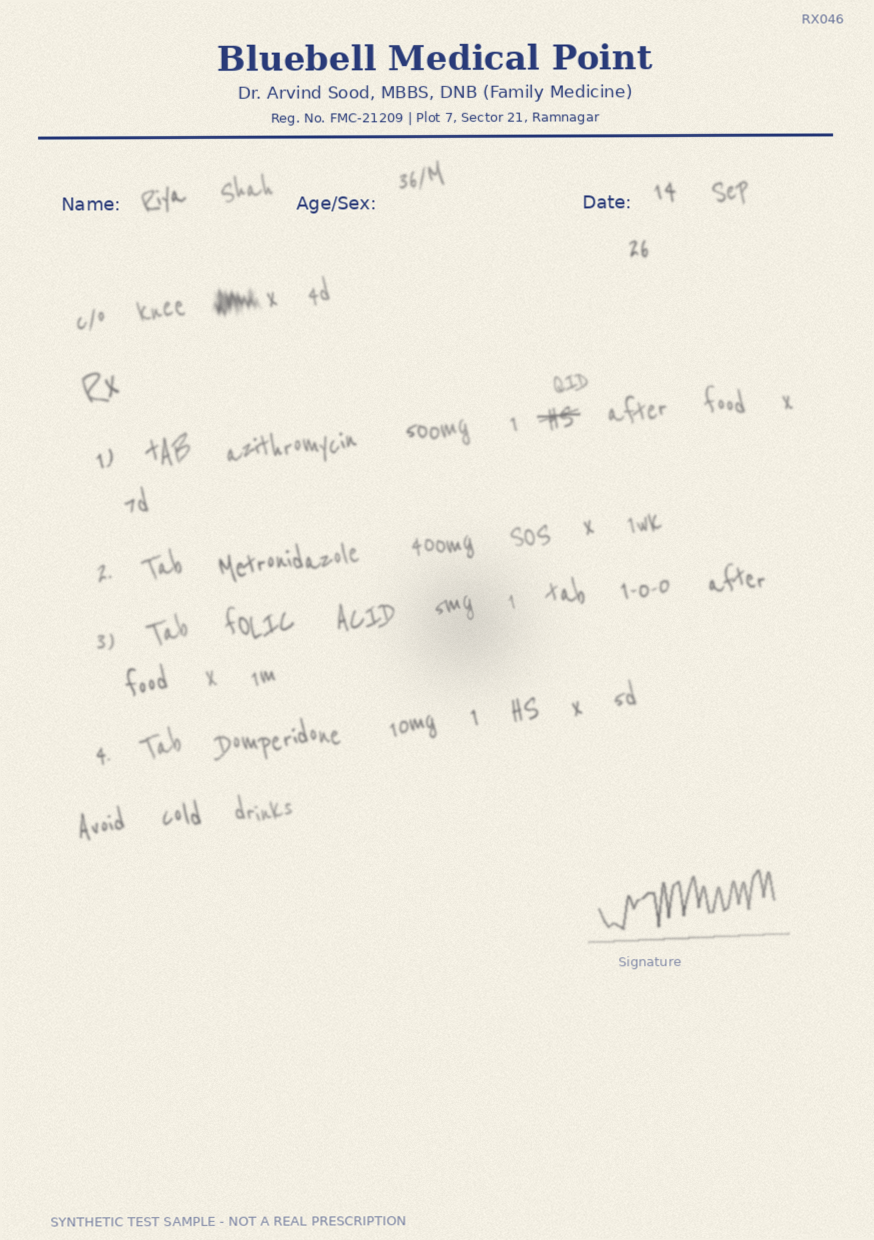 RX046
Bluebell Medical Point
Dr. Arvind Sood, MBBS, DNB (Family Medicine)
Reg. No. FMC-21209 | Plot 7, Sector 21, Ramnagar
Name: Riya Shah Age/Sex: 36/M Date: 14 Sep
26
c/o knee x 4d
Rx
QID
1) tAB azithromycin 500mg 1 HS after food x
7d
2. Tab Metronidazole 400mg SOS x 1wk
3) Tab fOLIC ACID 5mg 1 tab 1-0-0 after
food x 1m
4. Tab Domperidone 10mg 1 HS x 5d
Avoid cold drinks
Signature
SYNTHETIC TEST SAMPLE - NOT A REAL PRESCRIPTION